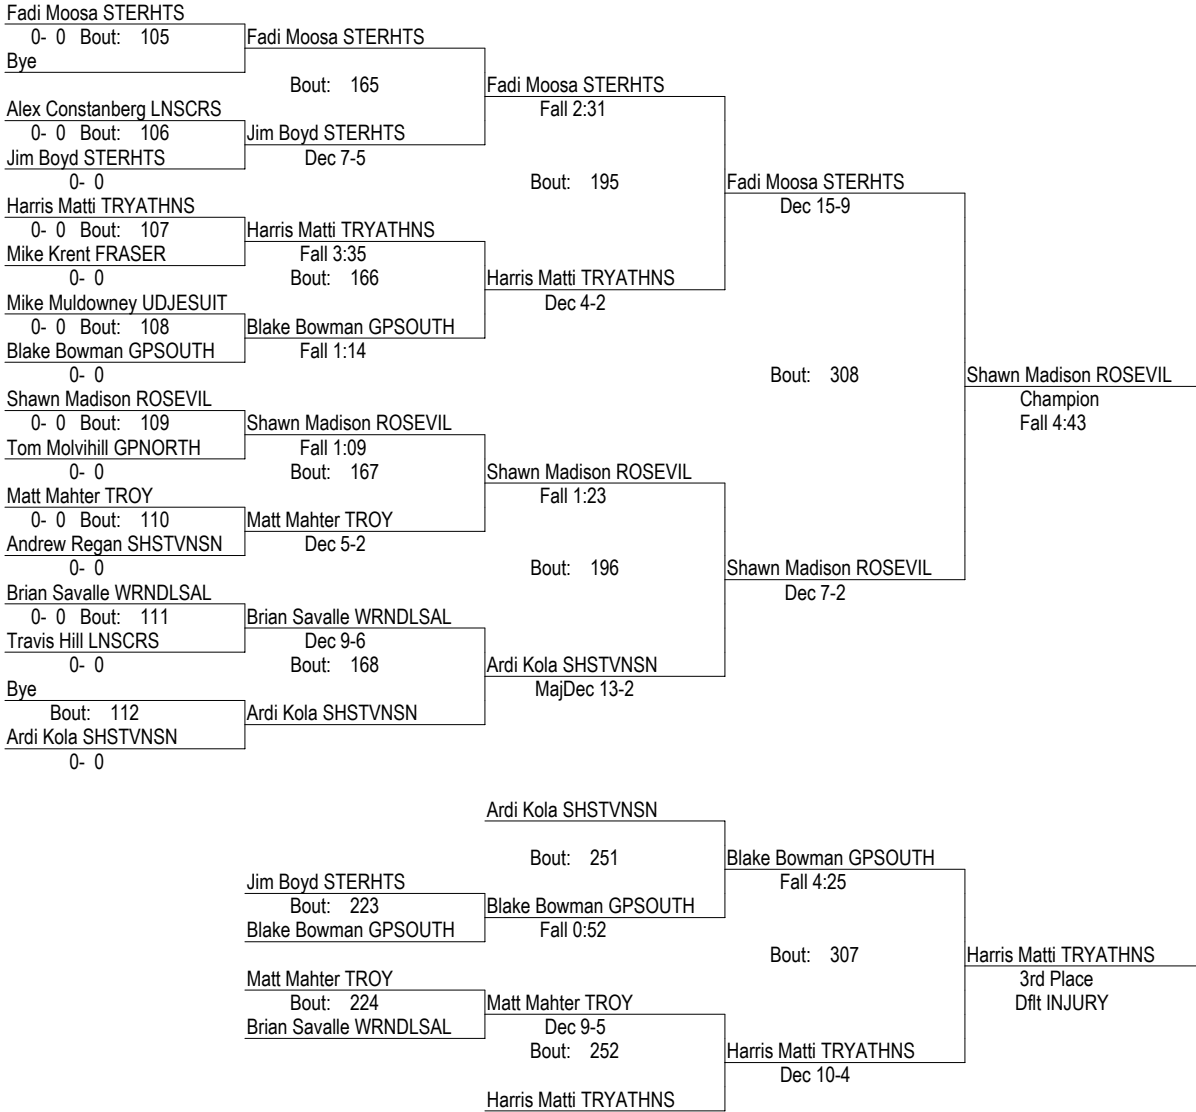 Fadi Moosa STERHTS
0- 0 Bout: 105
Fadi Moosa STERHTS
Bye
Bout: 165
Fadi Moosa STERHTS
Alex Constanberg LNSCRS
Fall 2:31
0- 0 Bout: 106
Jim Boyd STERHTS
Jim Boyd STERHTS
Dec 7-5
0- 0
Bout: 195
Fadi Moosa STERHTS
Harris Matti TRYATHNS
Dec 15-9
0- 0 Bout: 107
Harris Matti TRYATHNS
Mike Krent FRASER
Fall 3:35
0- 0
Bout: 166
Harris Matti TRYATHNS
Mike Muldowney UDJESUIT
Dec 4-2
0- 0 Bout: 108
Blake Bowman GPSOUTH
Blake Bowman GPSOUTH
Fall 1:14
0- 0
Bout: 308
Shawn Madison ROSEVIL
Shawn Madison ROSEVIL
Champion
0- 0 Bout: 109
Shawn Madison ROSEVIL
Fall 4:43
Tom Molvihill GPNORTH
Fall 1:09
0- 0
Bout: 167
Shawn Madison ROSEVIL
Matt Mahter TROY
Fall 1:23
0- 0 Bout: 110
Matt Mahter TROY
Andrew Regan SHSTVNSN
Dec 5-2
0- 0
Bout: 196
Shawn Madison ROSEVIL
Brian Savalle WRNDLSAL
Dec 7-2
0- 0 Bout: 111
Brian Savalle WRNDLSAL
Travis Hill LNSCRS
Dec 9-6
0- 0
Bout: 168
Ardi Kola SHSTVNSN
Bye
MajDec 13-2
Bout: 112
Ardi Kola SHSTVNSN
Ardi Kola SHSTVNSN
0- 0
Ardi Kola SHSTVNSN
Bout: 251
Blake Bowman GPSOUTH
Jim Boyd STERHTS
Fall 4:25
Bout: 223
Blake Bowman GPSOUTH
Blake Bowman GPSOUTH
Fall 0:52
Bout: 307
Harris Matti TRYATHNS
Matt Mahter TROY
3rd Place
Bout: 224
Matt Mahter TROY
Dflt INJURY
Brian Savalle WRNDLSAL
Dec 9-5
Bout: 252
Harris Matti TRYATHNS
Dec 10-4
Harris Matti TRYATHNS